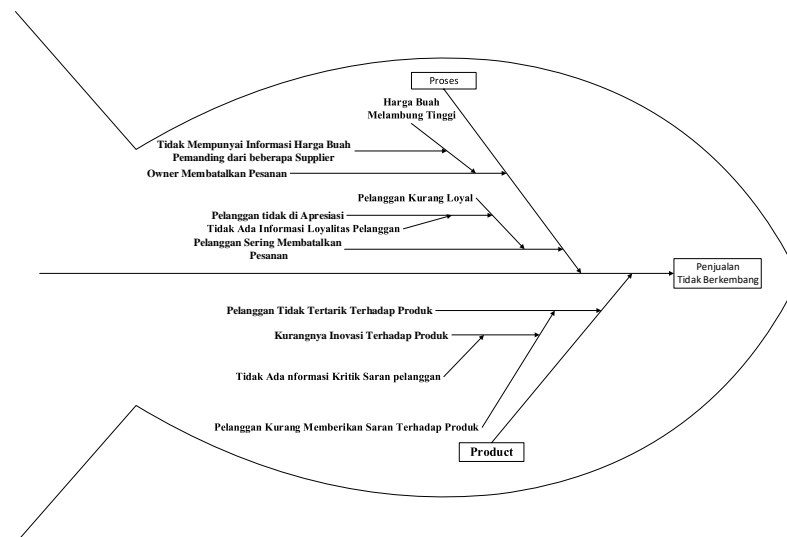 Proses
Harga Buah
Melambung Tinggi
Tidak Mempunyai Informasi Harga Buah
Pemanding dari beberapa Supplier
Owner Membatalkan Pesanan
Pelanggan Kurang Loyal
Pelanggan tidak di Apresiasi
Tidak Ada Informasi Loyalitas Pelanggan
Pelanggan Sering Membatalkan
Pesanan
Penjualan
Tidak Berkembang
Pelanggan Tidak Tertarik Terhadap Produk
Kurangnya Inovasi Terhadap Produk
Tidak Ada nformasi Kritik Saran pelanggan
Pelanggan Kurang Memberikan Saran Terhadap Produk
Product